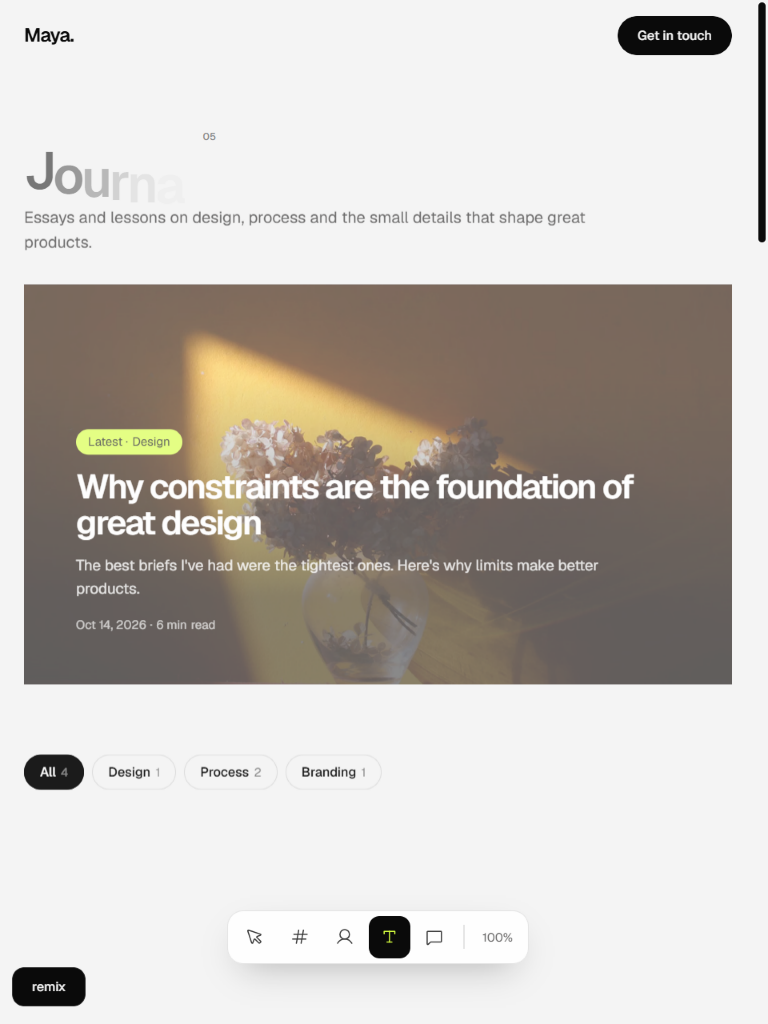 Maya.
Get in touch
05
Journa
Essays and lessons on design, process and the small details that shape great
products.
Latest · Design
Why constraints are the foundation of
great design
The best briefs I've had were the tightest ones. Here's why limits make better
products.
Oct 14, 2026 · 6 min read
All 4
Design 1
Process 2
Branding 1
T
100%
remix